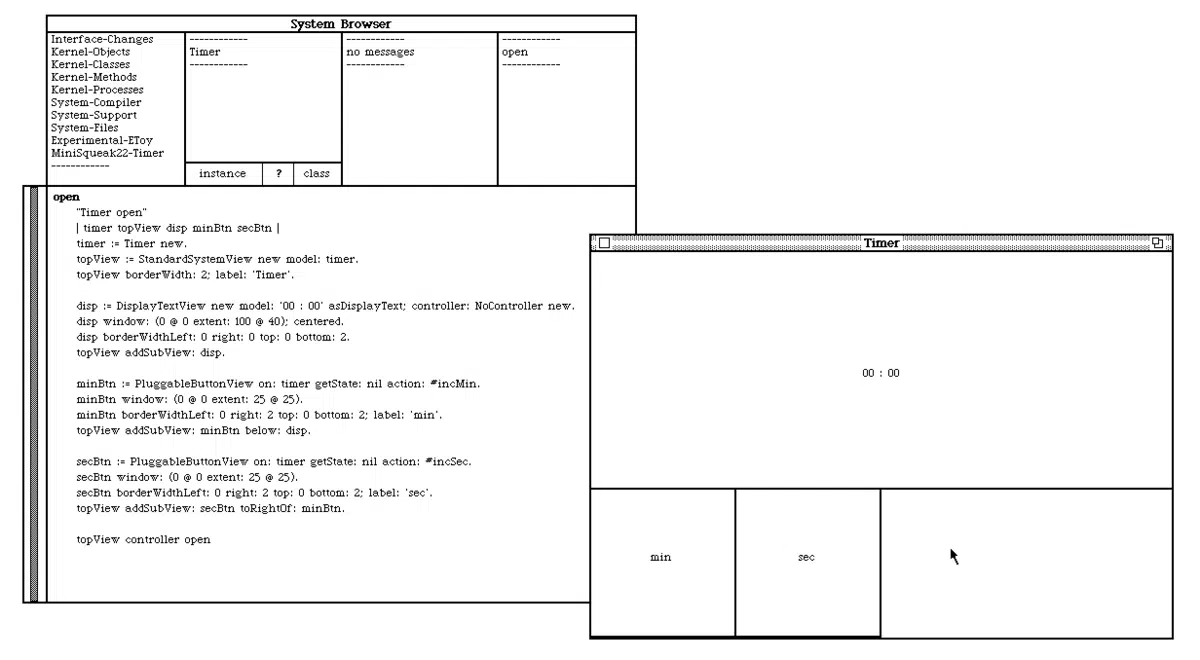 System Browser
Interface-Changes
Kernel-Objects
Kernel-Classes
Kernel-Methods
Kernel-Processes
System-Compiler
System-Support
System-Files
Experimental-EToy
MiniSqueak22-Timer
------------
------------
Timer
------------
instance
?
class
------------
no messages
------------
------------
open
------------
open
"Timer open"
| timer topView disp minBtn secBtn |
timer := Timer new.
topView := StandardSystemView new model: timer.
topView borderWidth: 2; label: 'Timer'.
disp := DisplayTextView new model: '00 : 00' asDisplayText; controller: NoController new.
disp window: (0 @ 0 extent: 100 @ 40); centered.
disp borderWidthLeft: 0 right: 0 top: 0 bottom: 2.
topView addSubView: disp.
minBtn := PluggableButtonView on: timer getState: nil action: #incMin.
minBtn window: (0 @ 0 extent: 25 @ 25).
minBtn borderWidthLeft: 0 right: 2 top: 0 bottom: 2; label: 'min'.
topView addSubView: minBtn below: disp.
secBtn := PluggableButtonView on: timer getState: nil action: #incSec.
secBtn window: (0 @ 0 extent: 25 @ 25).
secBtn borderWidthLeft: 0 right: 2 top: 0 bottom: 2; label: 'sec'.
topView addSubView: secBtn toRightOf: minBtn.
topView controller open
Timer
00 : 00
min
sec